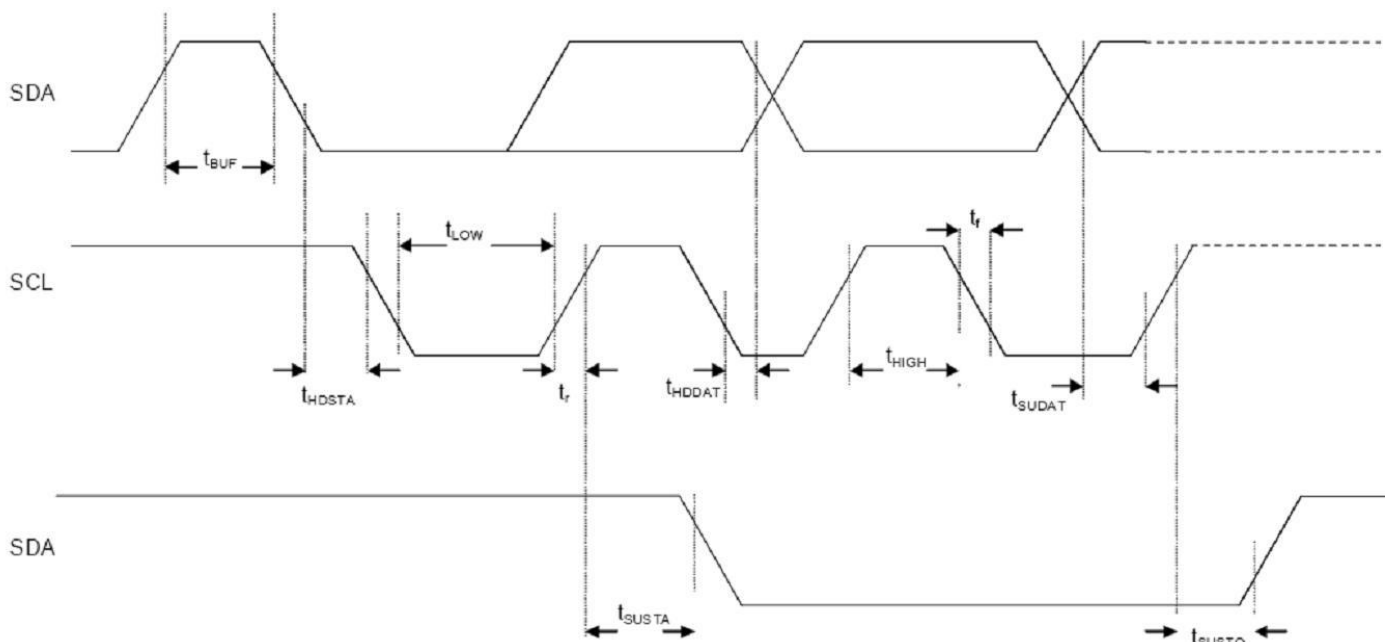 SDA
tBUF
tLOW
tf
SCL
tHDSTA
tr
tHDDAT
tHIGH
tSUDAT
SDA
tSUSTA
tSUSTO